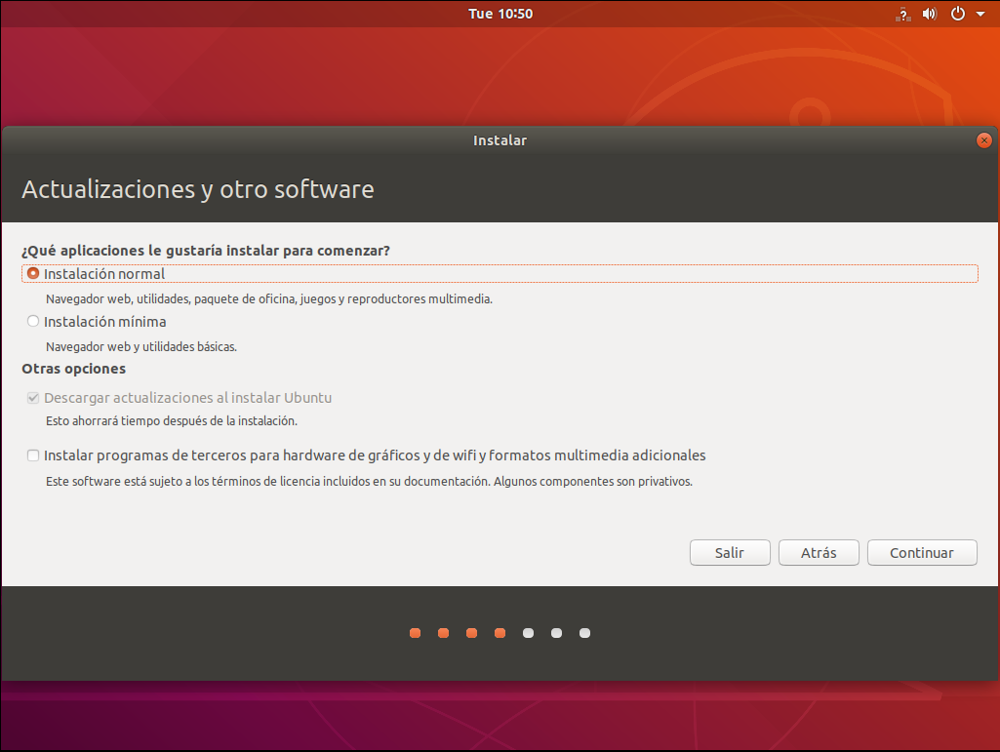 Tue 10:50
?
Instalar
Actualizaciones y otro software
¿Qué aplicaciones le gustaría instalar para comenzar?
Instalación normal
Navegador web, utilidades, paquete de oficina, juegos y reproductores multimedia.
Instalación mínima
Navegador web y utilidades básicas.
Otras opciones
Descargar actualizaciones al instalar Ubuntu
Esto ahorrará tiempo después de la instalación.
Instalar programas de terceros para hardware de gráficos y de wifi y formatos multimedia adicionales
Este software está sujeto a los términos de licencia incluidos en su documentación. Algunos componentes son privativos.
Salir Atrás Continuar